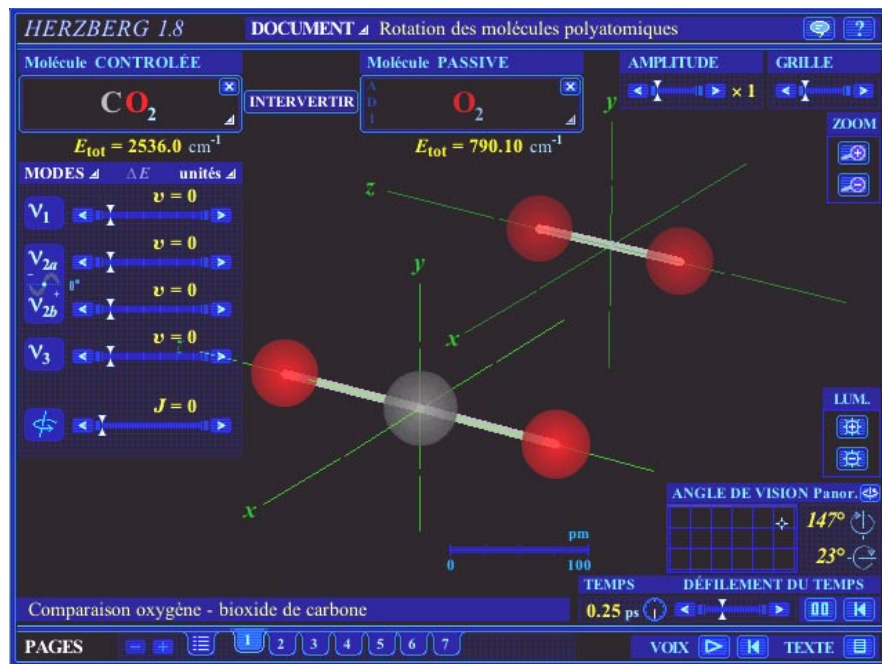 HERZBERG 1.8 DOCUMENT Rotation des molécules polyatomiques ?
Molécule CONTROLÉE Molécule PASSIVE AMPLITUDE GRILLE
CO2 INTERVERTIR O2 × 1
Etot = 2536.0 cm-1 Etot = 790.10 cm-1 ZOOM
MODES ΔE unités
ν1 v = 0
ν2a v = 0
0°
ν2b v = 0
ν3 v = 0
J = 0
y
z
x
y
x
LUM.
ANGLE DE VISION Panor.
147°
23°
pm
0 100
TEMPS DÉFILEMENT DU TEMPS
Comparaison oxygène - bioxide de carbone 0.25 ps
PAGES 1 2 3 4 5 6 7 VOIX TEXTE